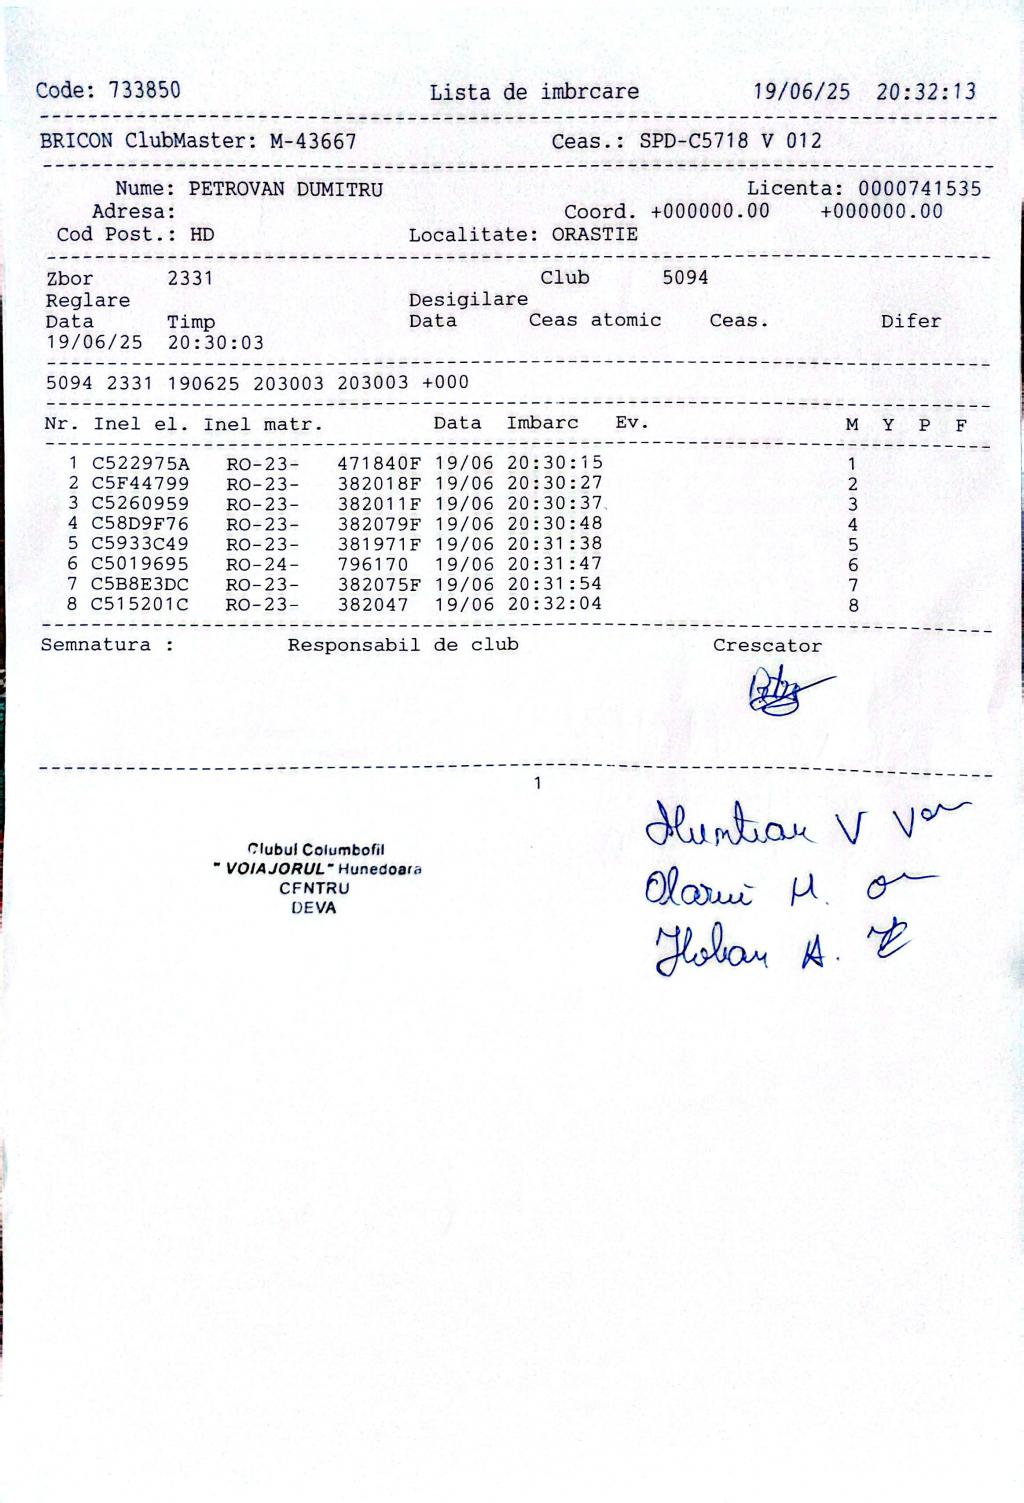 Code: 733850 Lista de imbrcare 19/06/25 20:32:13
BRICON ClubMaster: M-43667 Ceas.: SPD-C5718 V 012
Nume: PETROVAN DUMITRU Licenta: 0000741535
Adresa: Coord. +000000.00 +000000.00
Cod Post.: HD Localitate: ORASTIE
Zbor 2331 Club 5094
Reglare Desigilare
Data Timp Data Ceas atomic Ceas. Difer
19/06/25 20:30:03
5094 2331 190625 203003 203003 +000
Nr. Inel el. Inel matr. Data Imbarc Ev. M Y P F
1 C522975A RO-23- 471840F 19/06 20:30:15 1
2 C5F44799 RO-23- 382018F 19/06 20:30:27 2
3 C5260959 RO-23- 382011F 19/06 20:30:37 3
4 C58D9F76 RO-23- 382079F 19/06 20:30:48 4
5 C5933C49 RO-23- 381971F 19/06 20:31:38 5
6 C5019695 RO-24- 796170 19/06 20:31:47 6
7 C5B8E3DC RO-23- 382075F 19/06 20:31:54 7
8 C515201C RO-23- 382047 19/06 20:32:04 8
Semnatura : Responsabil de club Crescator
1
Clubul Columbofil
"VOIAJORUL" Hunedoara
CENTRU
DEVA
Muntean V
H.
Hoban A.